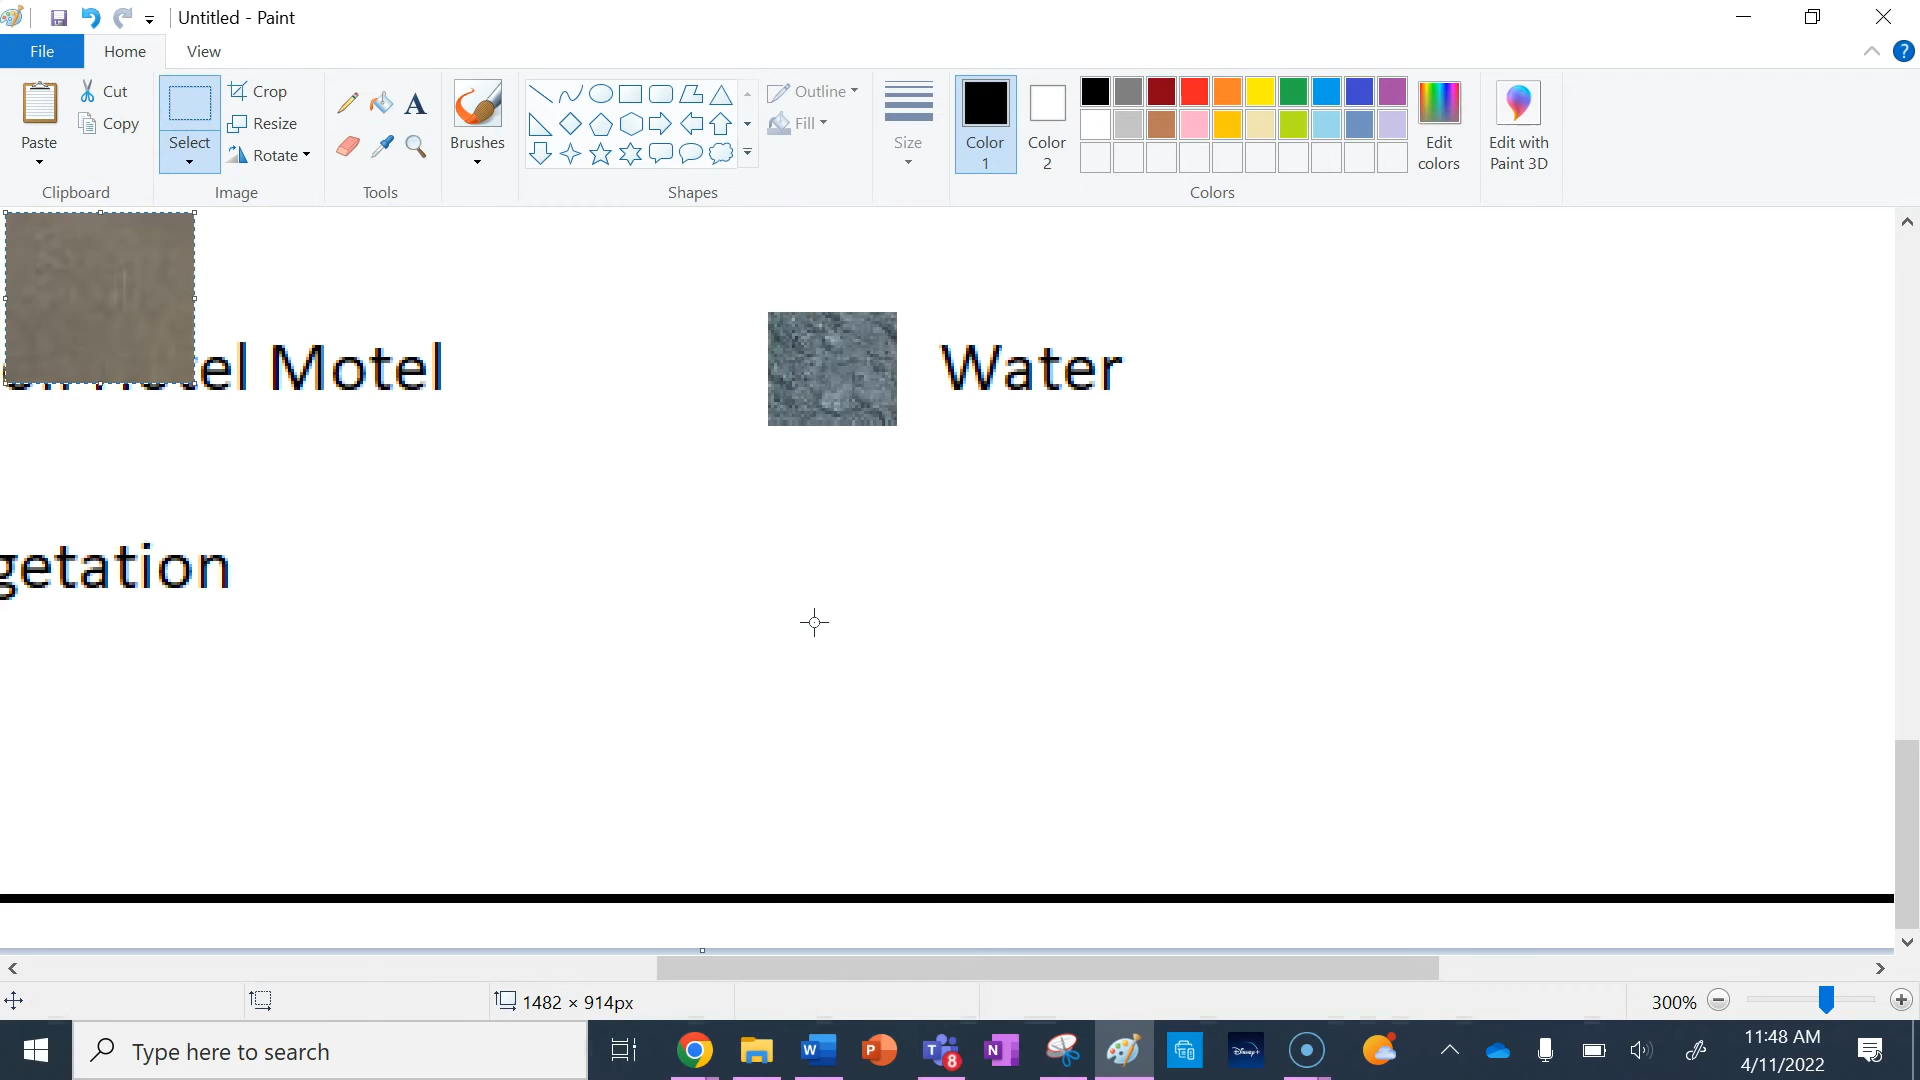 Untitled - Paint
File Home View
Cut
Copy
Paste
Clipboard
Select
Crop
Resize
Rotate
Image
Tools
Brushes
Shapes
Outline
Fill
Size
Color 1
Color 2
Colors
Edit colors
Edit with Paint 3D
el Motel
Water
getation
1482 × 914px
300%
Type here to search
8
Disney+
11:48 AM
4/11/2022